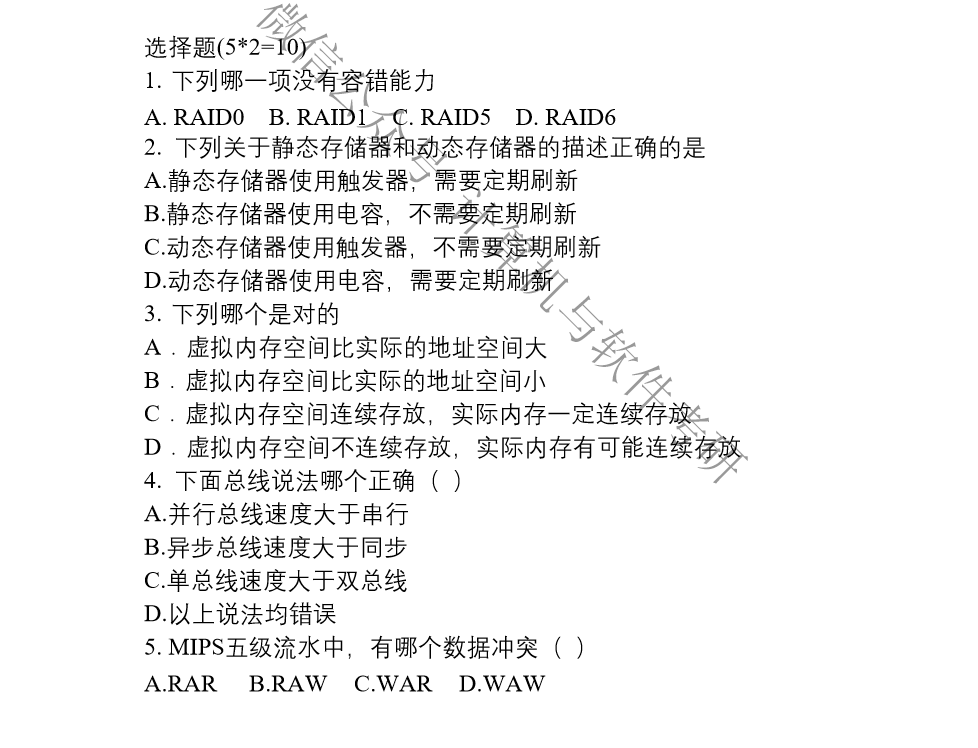 选择题(5*2=10)
1. 下列哪一项没有容错能力
A. RAID0 B. RAID1 C. RAID5 D. RAID6
2. 下列关于静态存储器和动态存储器的描述正确的是
A.静态存储器使用触发器，需要定期刷新
B.静态存储器使用电容，不需要定期刷新
C.动态存储器使用触发器，不需要定期刷新
D.动态存储器使用电容，需要定期刷新
3. 下列哪个是对的
A．虚拟内存空间比实际的地址空间大
B．虚拟内存空间比实际的地址空间小
C．虚拟内存空间连续存放，实际内存一定连续存放
D．虚拟内存空间不连续存放，实际内存有可能连续存放
4. 下面总线说法哪个正确（ ）
A.并行总线速度大于串行
B.异步总线速度大于同步
C.单总线速度大于双总线
D.以上说法均错误
5. MIPS五级流水中，有哪个数据冲突（ ）
A.RAR B.RAW C.WAR D.WAW
微信公众号 计算机与软件考研